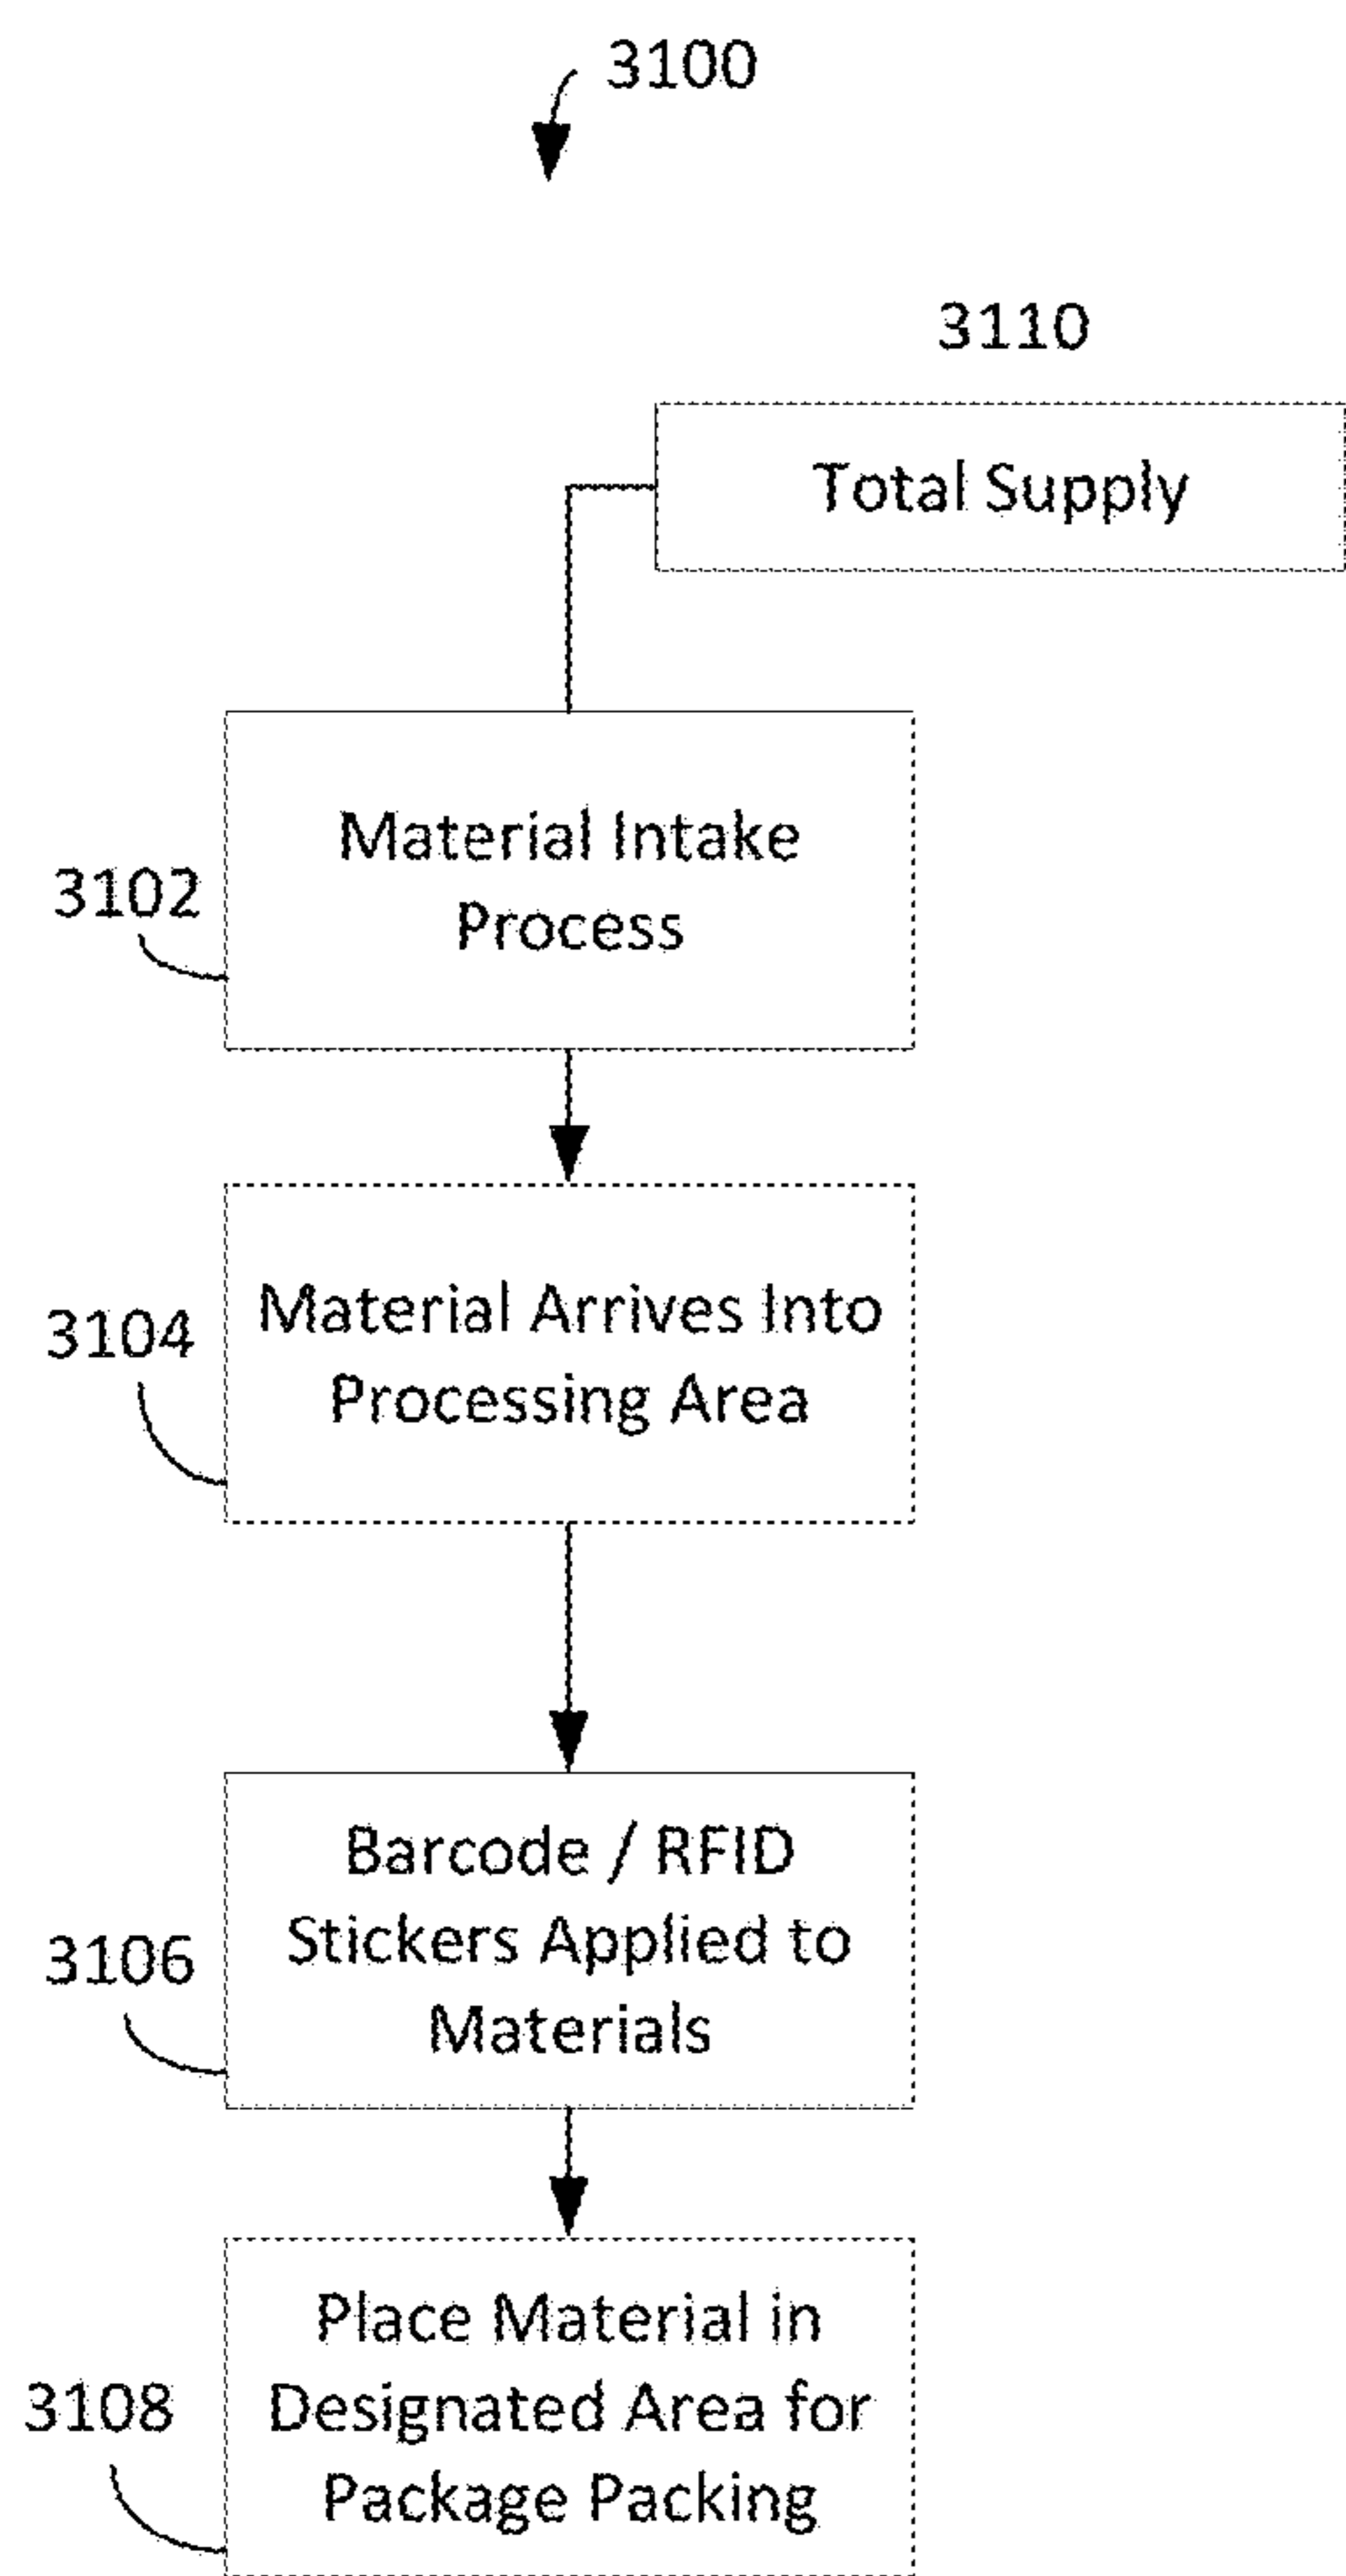 3100
3110
Total Supply
Material Intake
Process
3102
Material Arrives Into
Processing Area
3104
Barcode / RFID
Stickers Applied to
Materials
3106
Place Material in
Designated Area for
Package Packing
3108